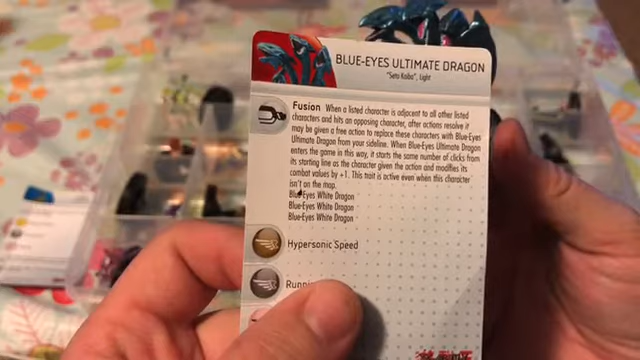 BLUE-EYES ULTIMATE DRAGON
"Seto Kaiba", Light
Fusion When a listed character is adjacent to all other listed
characters and hits an opposing character, after actions resolve it
may be given a free action to replace these characters with Blue-Eyes
Ultimate Dragon from your sideline. When Blue-Eyes Ultimate Dragon
enters the game in this way, it starts the same number of clicks from
its starting line as the character given the action and modifies its
combat values by +1. This trait is active even when this character
isn't on the map.
Blue-Eyes White Dragon
Blue-Eyes White Dragon
Blue-Eyes White Dragon
Hypersonic Speed